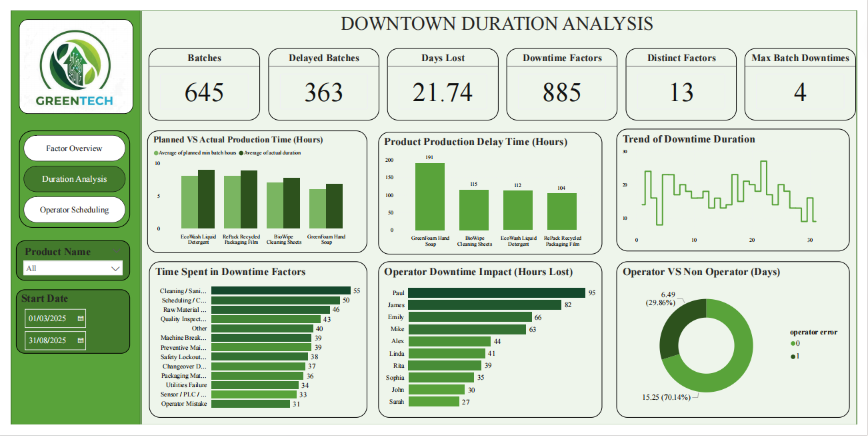 DOWNTOWN DURATION ANALYSIS
GREENTECH
Batches
645
Delayed Batches
363
Days Lost
21.74
Downtime Factors
885
Distinct Factors
13
Max Batch Downtimes
4
Factor Overview
Duration Analysis
Operator Scheduling
Product Name
All
Start Date
01/03/2025
31/08/2025
Planned VS Actual Production Time (Hours)
Average of planned min batch hours Average of actual duration
10
5
0
EcoWash Liquid Detergent
RePack Recycled Packaging Film
BioWipe Cleaning Sheets
GreenFoam Hand Soap
Product Production Delay Time (Hours)
200
150
100
50
0
191
115
112
104
GreenFoam Hand Soap
BioWipe Cleaning Sheets
EcoWash Liquid Detergent
RePack Recycled Packaging Film
Trend of Downtime Duration
30
20
10
0 10 20 30
Time Spent in Downtime Factors
Cleaning / Sani... 55
Scheduling / C... 50
Raw Material ... 46
Quality Inspect... 43
Other 40
Machine Break... 39
Preventive Mai... 39
Safety Lockout... 38
Changeover D... 37
Packaging Mat... 36
Utilities Failure 34
Sensor / PLC / ... 33
Operator Mistake 31
Operator Downtime Impact (Hours Lost)
Paul 95
James 82
Emily 66
Mike 63
Alex 44
Linda 41
Rita 39
Sophia 35
John 30
Sarah 27
Operator VS Non Operator (Days)
6.49
(29.86%)
15.25 (70.14%)
operator error
0
1